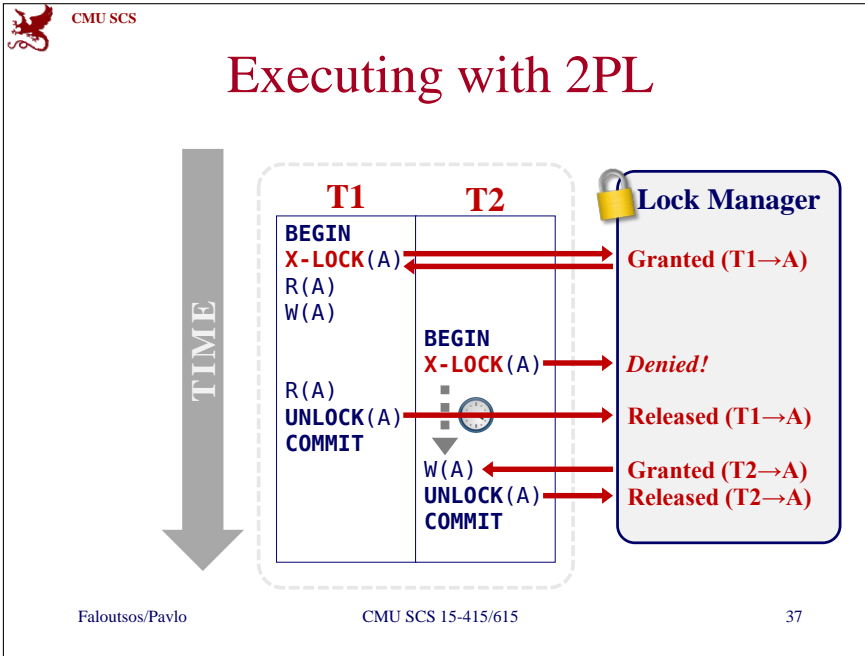 CMU SCS
Executing with 2PL
TIME
T1
T2
Lock Manager
BEGIN
X-LOCK(A)
Granted (T1→A)
R(A)
W(A)
BEGIN
X-LOCK(A)
Denied!
R(A)
UNLOCK(A)
Released (T1→A)
COMMIT
W(A)
Granted (T2→A)
UNLOCK(A)
Released (T2→A)
COMMIT
Faloutsos/Pavlo
CMU SCS 15-415/615
37